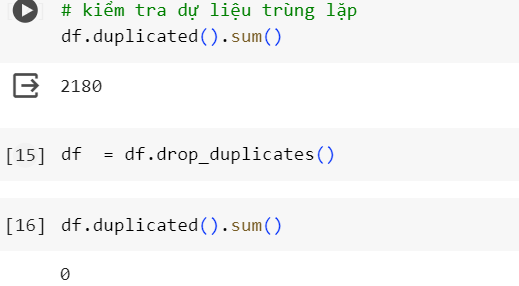 # kiểm tra dự liệu trùng lặp
df.duplicated().sum()
2180
[15] df  = df.drop_duplicates()
[16] df.duplicated().sum()
0